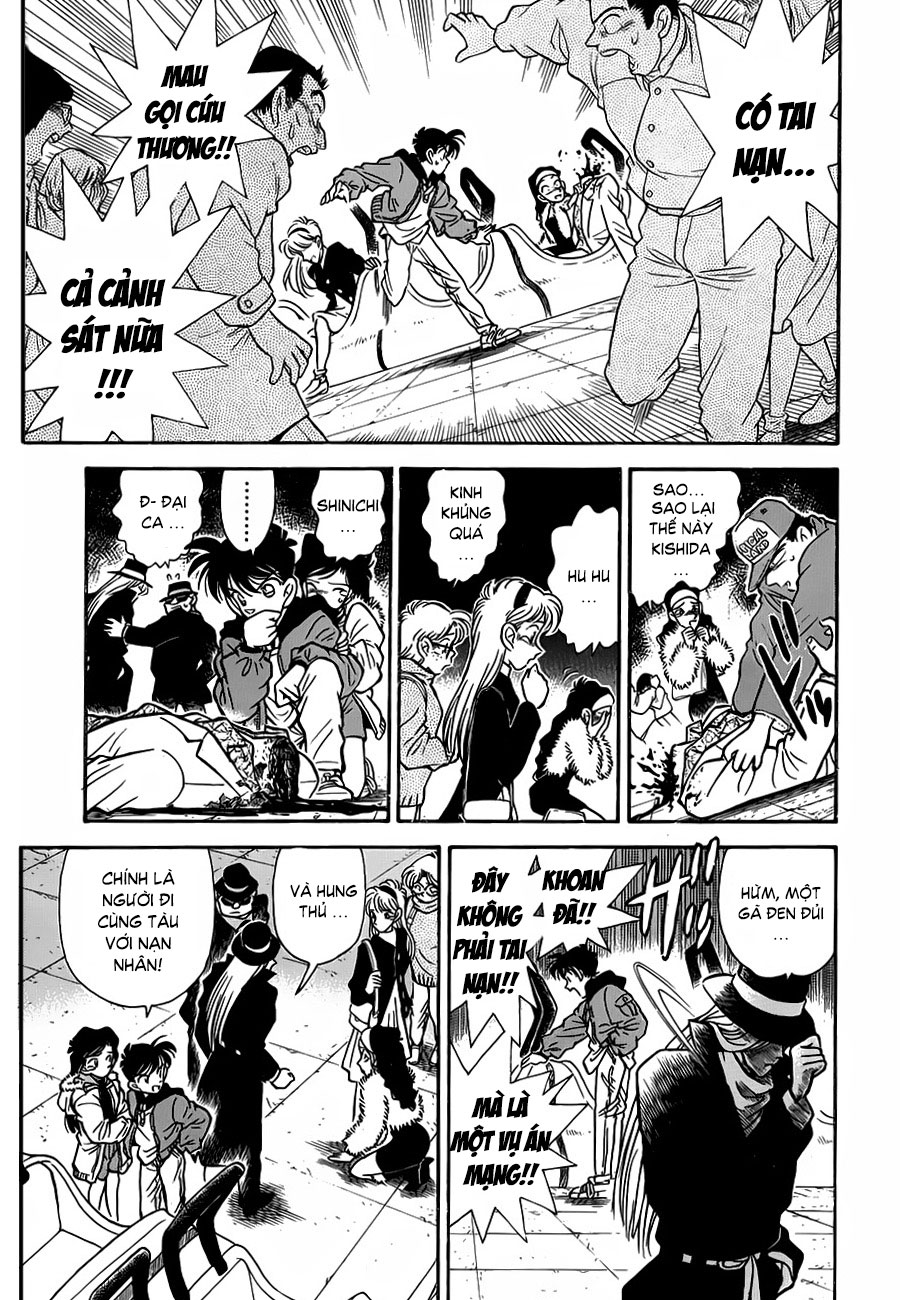 CÓ TAI
NẠN...
MAU
GỌI CỨU
THƯƠNG!!
CẢ CẢNH
SÁT NỮA
!!!
SAO...
SAO LẠI
THẾ NÀY
KISHIDA
...
KINH
KHỦNG
QUÁ
...
HU HU
...
SHINICHI
...
.........
Đ- ĐẠI
CA ...
HỪM, MỘT
GÃ ĐEN ĐỦI
...
KHOAN
ĐÃ!!
ĐÂY
KHÔNG
PHẢI TAI
NẠN!!
MÀ LÀ
MỘT VỤ ÁN
MẠNG!!
VÀ HUNG
THỦ ...
CHÍNH LÀ
NGƯỜI ĐI
CÙNG TÀU
VỚI NẠN
NHÂN!